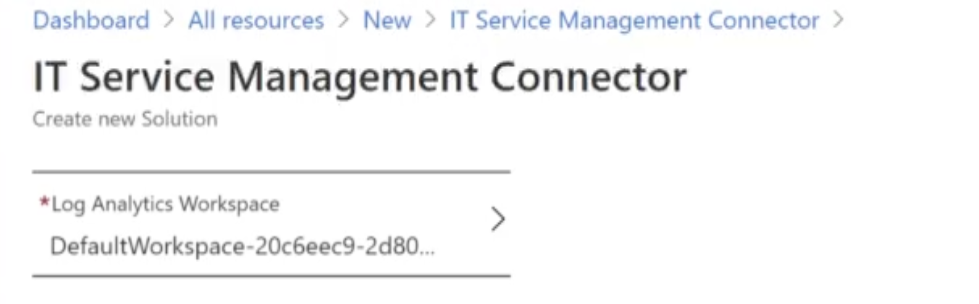 Dashboard > All resources > New > IT Service Management Connector >
IT Service Management Connector
Create new Solution
*Log Analytics Workspace
DefaultWorkspace-20c6eec9-2d80...